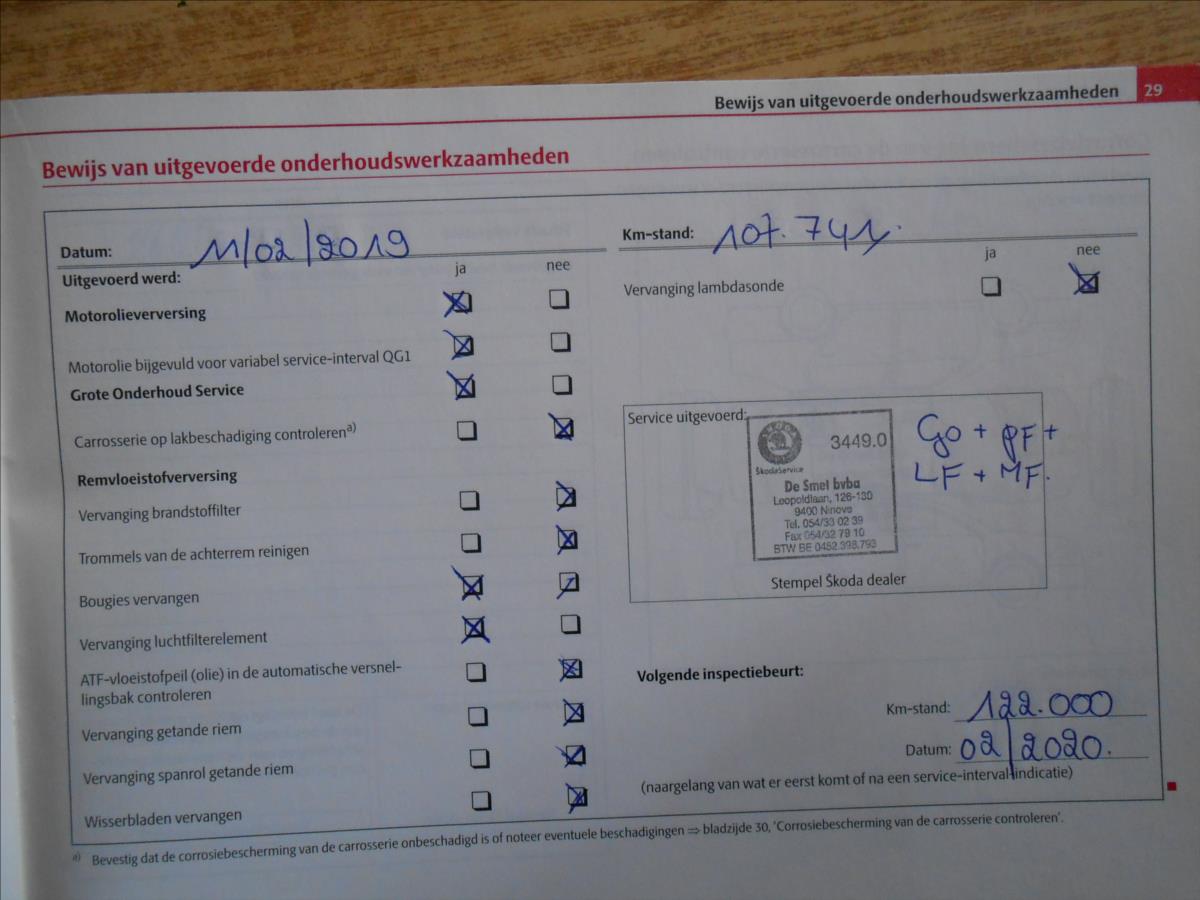 Bewijs van uitgevoerde onderhoudswerkzaamheden 29
Bewijs van uitgevoerde onderhoudswerkzaamheden
Datum: 11/02/2019
Uitgevoerd werd: ja nee
Motorolieverversing
Motorolie bijgevuld voor variabel service-interval QG1
Grote Onderhoud Service
Carrosserie op lakbeschadiging controleren a)
Remvloeistofverversing
Vervanging brandstoffilter
Trommels van de achterrem reinigen
Bougies vervangen
Vervanging luchtfilterelement
ATF-vloeistofpeil (olie) in de automatische versnel-
lingsbak controleren
Vervanging getande riem
Vervanging spanrol getande riem
Wisserbladen vervangen
Km-stand: 107.741.
ja nee
Vervanging lambdasonde
Service uitgevoerd:
3449.0
ŠkodaService
De Smet bvba
Leopoldlaan, 126-130
9400 Ninove
Tel. 054/33 02 39
Fax 054/32 79 10
BTW BE 0452.398.793
GO + PF +
LF + MF.
Stempel Škoda dealer
Volgende inspectiebeurt:
Km-stand: 122.000
Datum: 02/2020.
(naargelang van wat er eerst komt of na een service-interval indicatie)
a) Bevestig dat de corrosiebescherming van de carrosserie onbeschadigd is of noteer eventuele beschadigingen ⇒ bladzijde 30, 'Corrosiebescherming van de carrosserie controleren'.